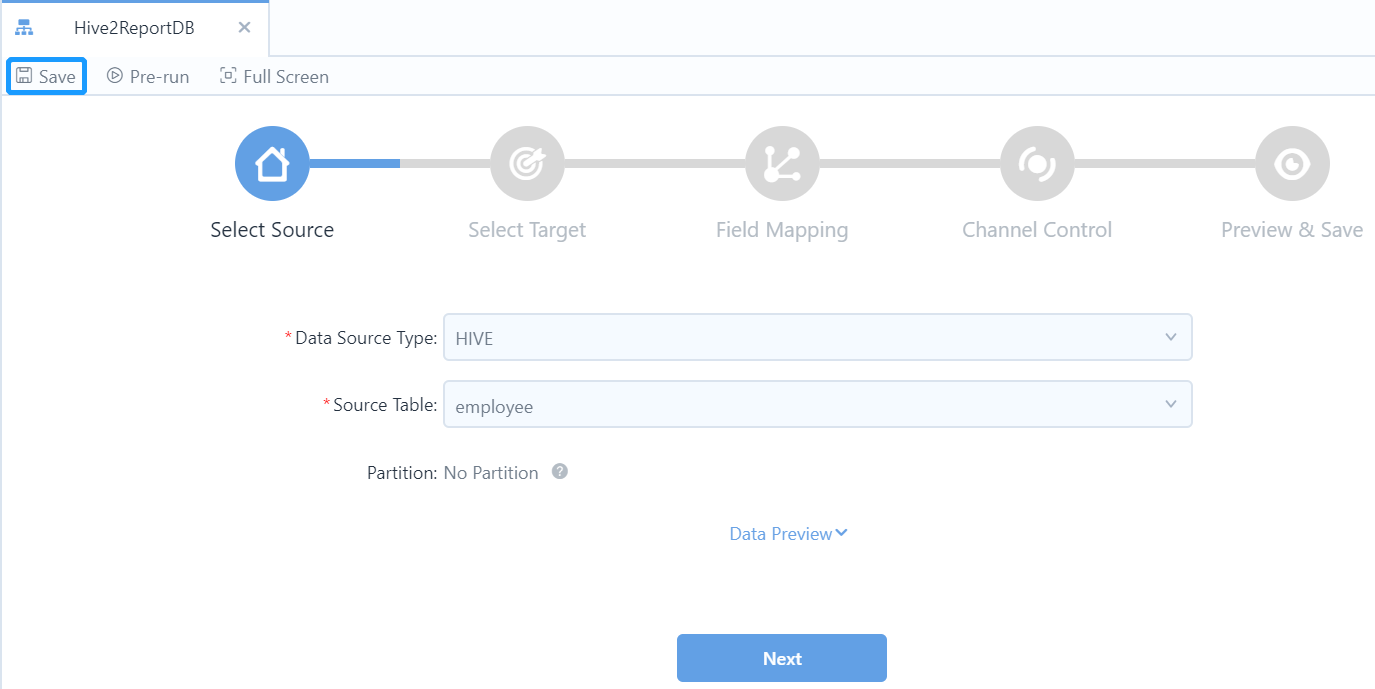 Hive2ReportDB
Save Pre-run Full Screen
Select Source Select Target Field Mapping Channel Control Preview & Save
*Data Source Type: HIVE
*Source Table: employee
Partition: No Partition ?
Data Preview
Next